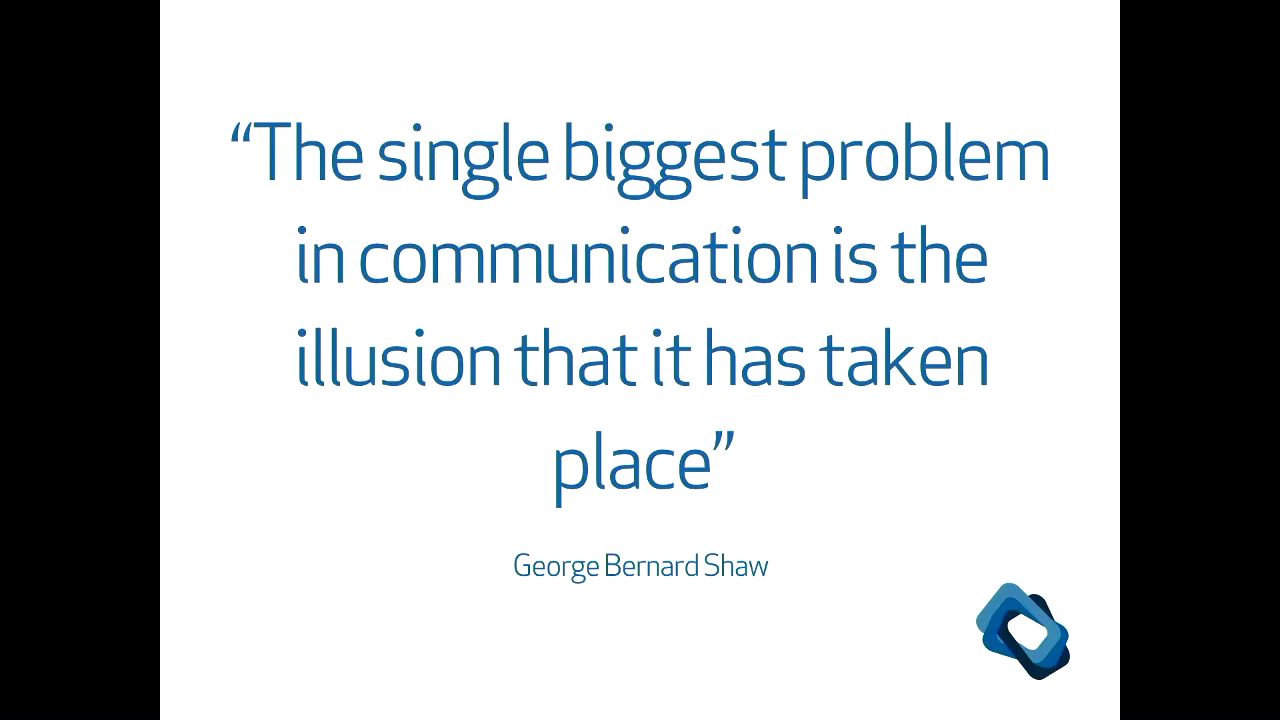 “The single biggest problem
in communication is the
illusion that it has taken
place”
George Bernard Shaw